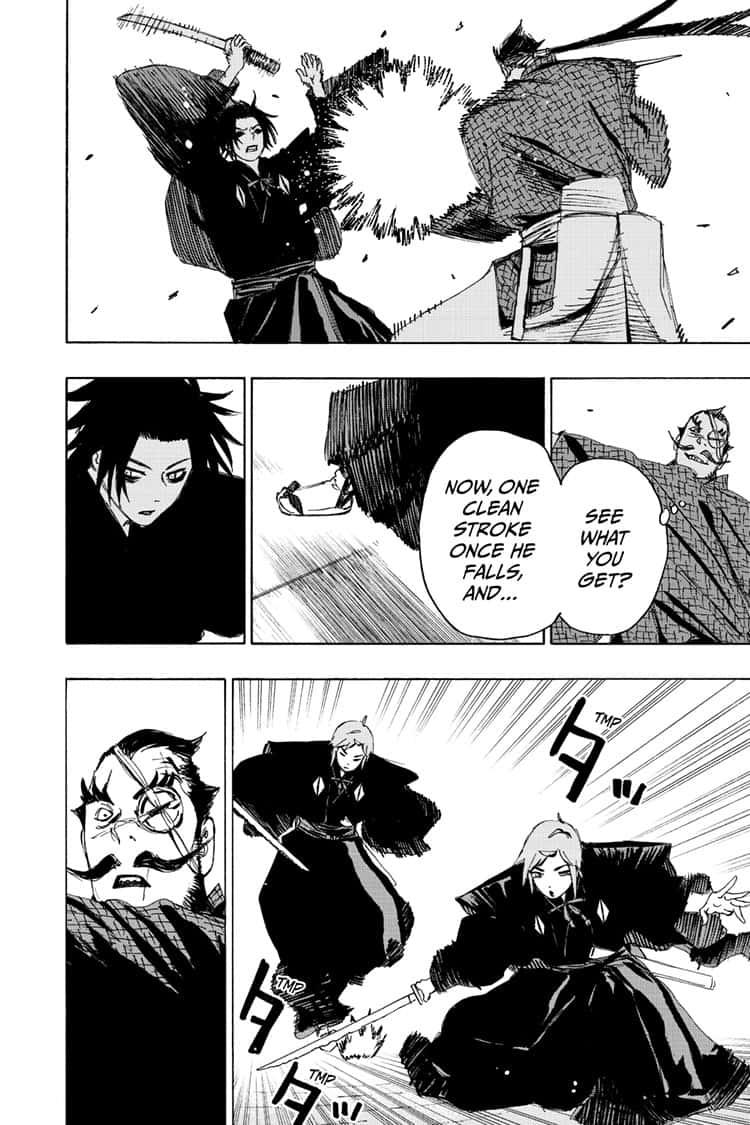 SEE
WHAT
YOU
GET?
NOW, ONE
CLEAN
STROKE
ONCE HE
FALLS,
AND...
TMP
タ
TMP
ッ
TMP
タ
TMP
タッ